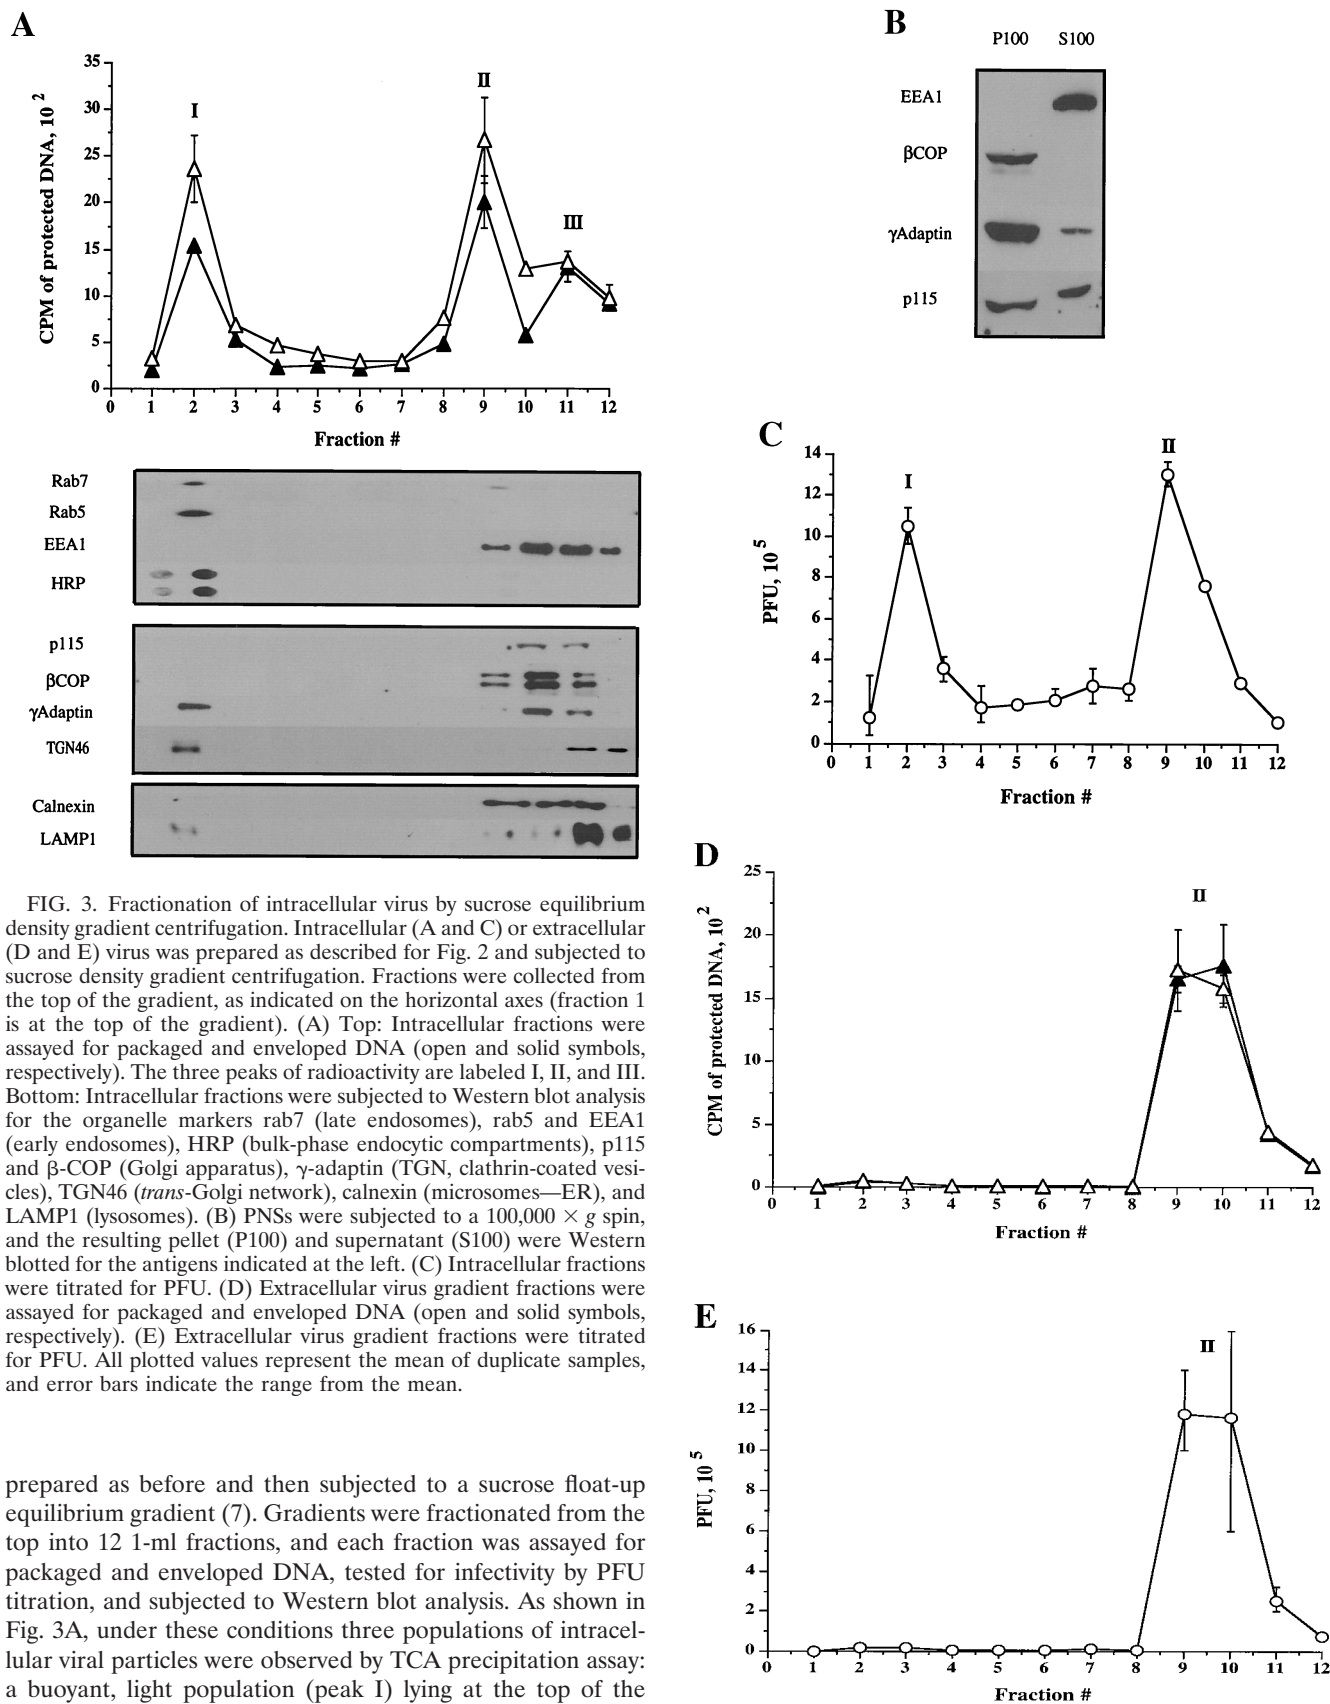 A
35
30
25
20
15
10
5
0
CPM of protected DNA, 10 2
I
II
III
0 1 2 3 4 5 6 7 8 9 10 11 12
Fraction #
Rab7
Rab5
EEA1
HRP
p115
βCOP
γAdaptin
TGN46
Calnexin
LAMP1
FIG. 3. Fractionation of intracellular virus by sucrose equilibrium
density gradient centrifugation. Intracellular (A and C) or extracellular
(D and E) virus was prepared as described for Fig. 2 and subjected to
sucrose density gradient centrifugation. Fractions were collected from
the top of the gradient, as indicated on the horizontal axes (fraction 1
is at the top of the gradient). (A) Top: Intracellular fractions were
assayed for packaged and enveloped DNA (open and solid symbols,
respectively). The three peaks of radioactivity are labeled I, II, and III.
Bottom: Intracellular fractions were subjected to Western blot analysis
for the organelle markers rab7 (late endosomes), rab5 and EEA1
(early endosomes), HRP (bulk-phase endocytic compartments), p115
and β-COP (Golgi apparatus), γ-adaptin (TGN, clathrin-coated vesi-
cles), TGN46 (trans-Golgi network), calnexin (microsomes—ER), and
LAMP1 (lysosomes). (B) PNSs were subjected to a 100,000 × g spin,
and the resulting pellet (P100) and supernatant (S100) were Western
blotted for the antigens indicated at the left. (C) Intracellular fractions
were titrated for PFU. (D) Extracellular virus gradient fractions were
assayed for packaged and enveloped DNA (open and solid symbols,
respectively). (E) Extracellular virus gradient fractions were titrated
for PFU. All plotted values represent the mean of duplicate samples,
and error bars indicate the range from the mean.
prepared as before and then subjected to a sucrose float-up
equilibrium gradient (7). Gradients were fractionated from the
top into 12 1-ml fractions, and each fraction was assayed for
packaged and enveloped DNA, tested for infectivity by PFU
titration, and subjected to Western blot analysis. As shown in
Fig. 3A, under these conditions three populations of intracel-
lular viral particles were observed by TCA precipitation assay:
a buoyant, light population (peak I) lying at the top of the
B
P100 S100
EEA1
βCOP
γAdaptin
p115
C
14
12
10
8
6
4
2
0
PFU, 10 5
I
II
0 1 2 3 4 5 6 7 8 9 10 11 12
Fraction #
D
25
20
15
10
5
0
CPM of protected DNA, 10 2
II
0 1 2 3 4 5 6 7 8 9 10 11 12
Fraction #
E
16
14
12
10
8
6
4
2
0
PFU, 10 5
II
0 1 2 3 4 5 6 7 8 9 10 11 12
Fraction #